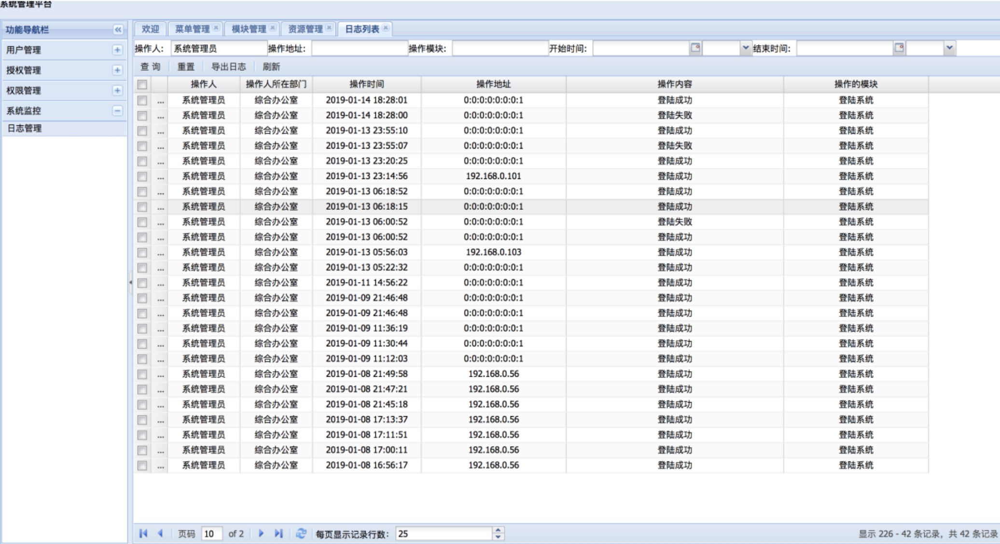 系统管理平台
功能导航栏
用户管理
授权管理
权限管理
系统监控
日志管理
欢迎 菜单管理 模块管理 资源管理 日志列表
操作人: 系统管理员 操作地址: 操作模块: 开始时间: 结束时间:
查 询 重置 导出日志 刷新
操作人 操作人所在部门 操作时间 操作地址 操作内容 操作的模块
... 系统管理员 综合办公室 2019-01-14 18:28:01 0:0:0:0:0:0:0:1 登陆成功 登陆系统
... 系统管理员 综合办公室 2019-01-14 18:28:00 0:0:0:0:0:0:0:1 登陆失败 登陆系统
... 系统管理员 综合办公室 2019-01-13 23:55:10 0:0:0:0:0:0:0:1 登陆成功 登陆系统
... 系统管理员 综合办公室 2019-01-13 23:55:07 0:0:0:0:0:0:0:1 登陆失败 登陆系统
... 系统管理员 综合办公室 2019-01-13 23:20:25 0:0:0:0:0:0:0:1 登陆成功 登陆系统
... 系统管理员 综合办公室 2019-01-13 23:14:56 192.168.0.101 登陆成功 登陆系统
... 系统管理员 综合办公室 2019-01-13 06:18:52 0:0:0:0:0:0:0:1 登陆成功 登陆系统
... 系统管理员 综合办公室 2019-01-13 06:18:15 0:0:0:0:0:0:0:1 登陆成功 登陆系统
... 系统管理员 综合办公室 2019-01-13 06:00:52 0:0:0:0:0:0:0:1 登陆失败 登陆系统
... 系统管理员 综合办公室 2019-01-13 06:00:52 0:0:0:0:0:0:0:1 登陆成功 登陆系统
... 系统管理员 综合办公室 2019-01-13 05:56:03 192.168.0.103 登陆成功 登陆系统
... 系统管理员 综合办公室 2019-01-13 05:22:32 0:0:0:0:0:0:0:1 登陆成功 登陆系统
... 系统管理员 综合办公室 2019-01-11 14:56:22 0:0:0:0:0:0:0:1 登陆成功 登陆系统
... 系统管理员 综合办公室 2019-01-09 21:46:48 0:0:0:0:0:0:0:1 登陆成功 登陆系统
... 系统管理员 综合办公室 2019-01-09 21:46:48 0:0:0:0:0:0:0:1 登陆成功 登陆系统
... 系统管理员 综合办公室 2019-01-09 11:36:19 0:0:0:0:0:0:0:1 登陆成功 登陆系统
... 系统管理员 综合办公室 2019-01-09 11:30:44 0:0:0:0:0:0:0:1 登陆成功 登陆系统
... 系统管理员 综合办公室 2019-01-09 11:12:03 0:0:0:0:0:0:0:1 登陆成功 登陆系统
... 系统管理员 综合办公室 2019-01-08 21:49:58 192.168.0.56 登陆成功 登陆系统
... 系统管理员 综合办公室 2019-01-08 21:47:21 192.168.0.56 登陆成功 登陆系统
... 系统管理员 综合办公室 2019-01-08 21:45:18 192.168.0.56 登陆成功 登陆系统
... 系统管理员 综合办公室 2019-01-08 17:13:37 192.168.0.56 登陆成功 登陆系统
... 系统管理员 综合办公室 2019-01-08 17:11:51 192.168.0.56 登陆成功 登陆系统
... 系统管理员 综合办公室 2019-01-08 17:00:11 192.168.0.56 登陆成功 登陆系统
... 系统管理员 综合办公室 2019-01-08 16:56:17 192.168.0.56 登陆成功 登陆系统
页码 10 of 2 每页显示记录行数: 25 显示 226 - 42 条记录，共 42 条记录